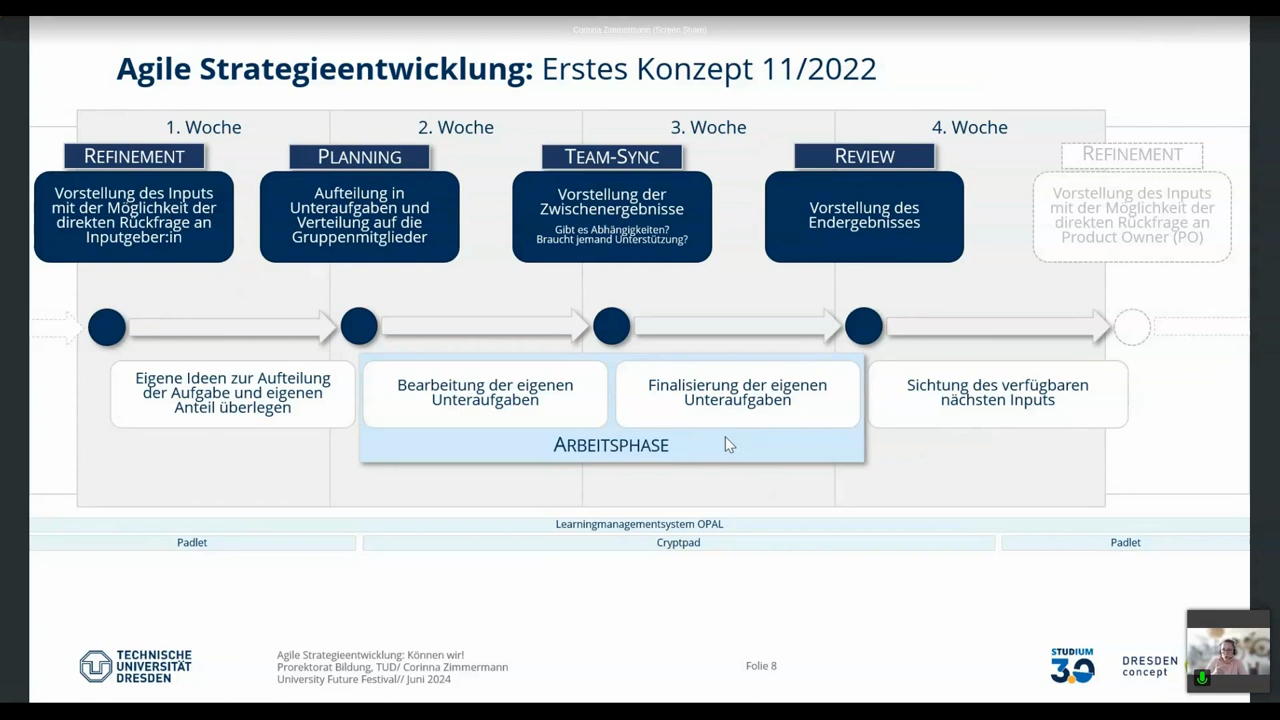 Corinna Zimmermann (Screen Share)
Agile Strategieentwicklung: Erstes Konzept 11/2022
1. Woche
2. Woche
3. Woche
4. Woche
REFINEMENT
PLANNING
TEAM-SYNC
REVIEW
REFINEMENT
Vorstellung des Inputs
mit der Möglichkeit der
direkten Rückfrage an
Inputgeber:in
Aufteilung in
Unteraufgaben und
Verteilung auf die
Gruppenmitglieder
Vorstellung der
Zwischenergebnisse
Gibt es Abhängigkeiten?
Braucht jemand Unterstützung?
Vorstellung des
Endergebnisses
Vorstellung des Inputs
mit der Möglichkeit der
direkten Rückfrage an
Product Owner (PO)
Eigene Ideen zur Aufteilung
der Aufgabe und eigenen
Anteil überlegen
Bearbeitung der eigenen
Unteraufgaben
Finalisierung der eigenen
Unteraufgaben
Sichtung des verfügbaren
nächsten Inputs
ARBEITSPHASE
Learningmanagementsystem OPAL
Padlet
Cryptpad
Padlet
TECHNISCHE
UNIVERSITÄT
DRESDEN
Agile Strategieentwicklung: Können wir!
Prorektorat Bildung, TUD/ Corinna Zimmermann
University Future Festival// Juni 2024
Folie 8
STUDIUM
3.0
DRESDEN
concept